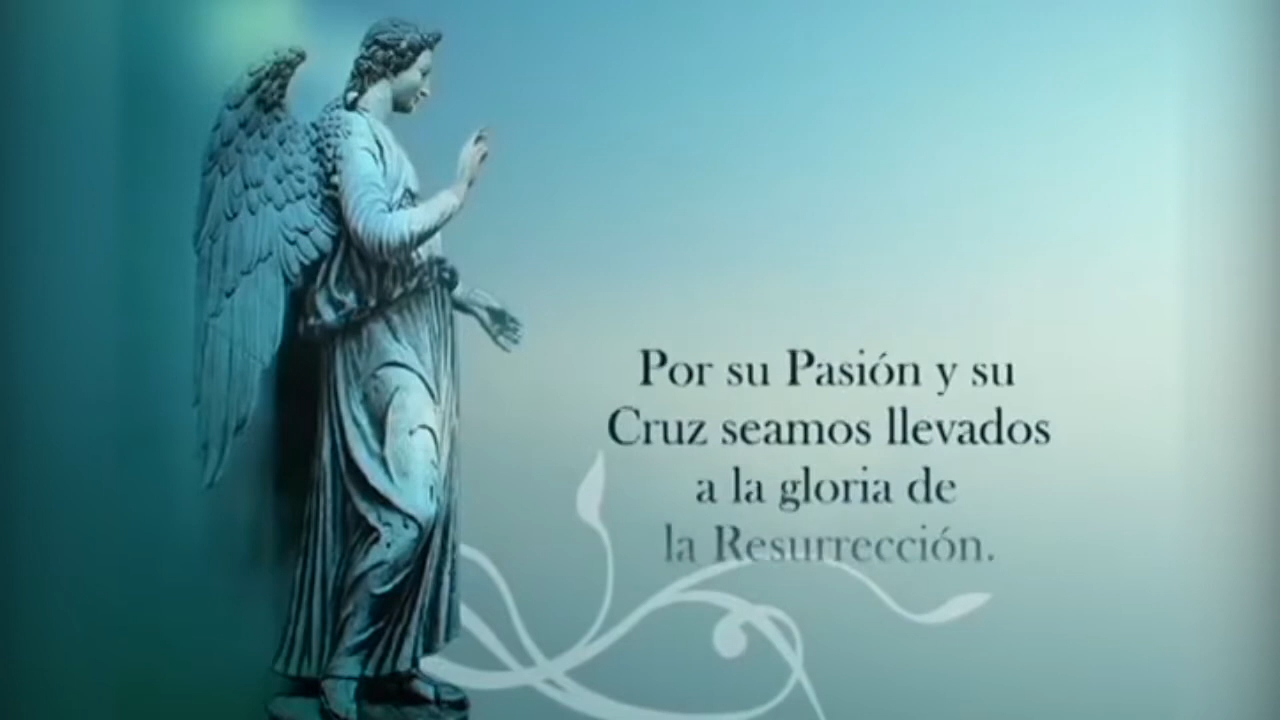 Por su Pasión y su
Cruz seamos llevados
a la gloria de
la Resurrección.